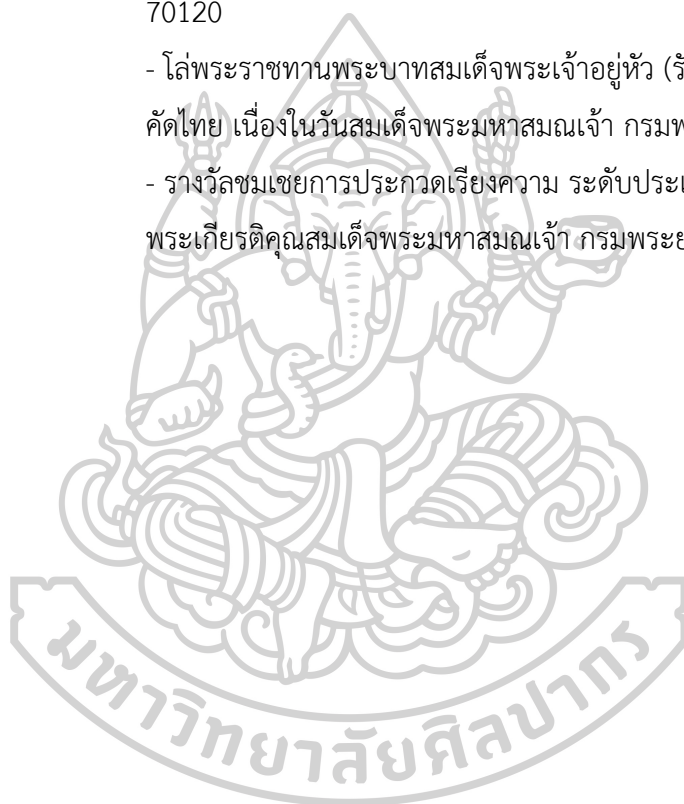 70120
- โล่พระราชทานพระบาทสมเด็จพระเจ้าอยู่หัว (รั
คัดไทย เนื่องในวันสมเด็จพระมหาสมณเจ้า กรมพ
- รางวัลชมเชยการประกวดเรียงความ ระดับประเ
พระเกียรติคุณสมเด็จพระมหาสมณเจ้า กรมพระย
มหาวิทยาลัยศิลปากร